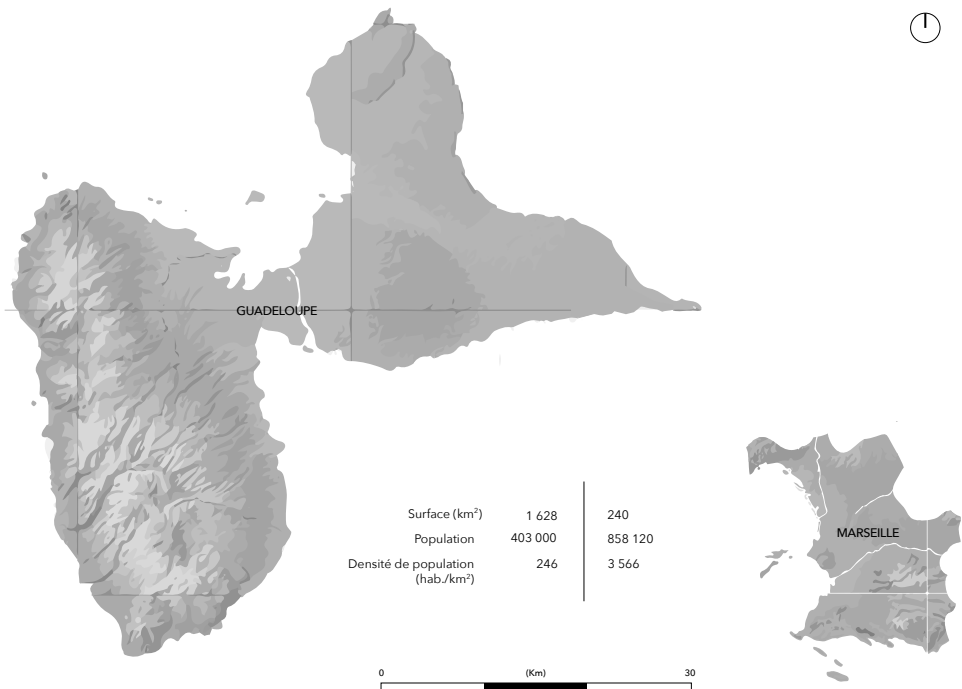 GUADELOUPE
Surface (km²) 1 628 240
Population 403 000 858 120
Densité de population 246 3 566
(hab./km²)
MARSEILLE
0 (Km) 30